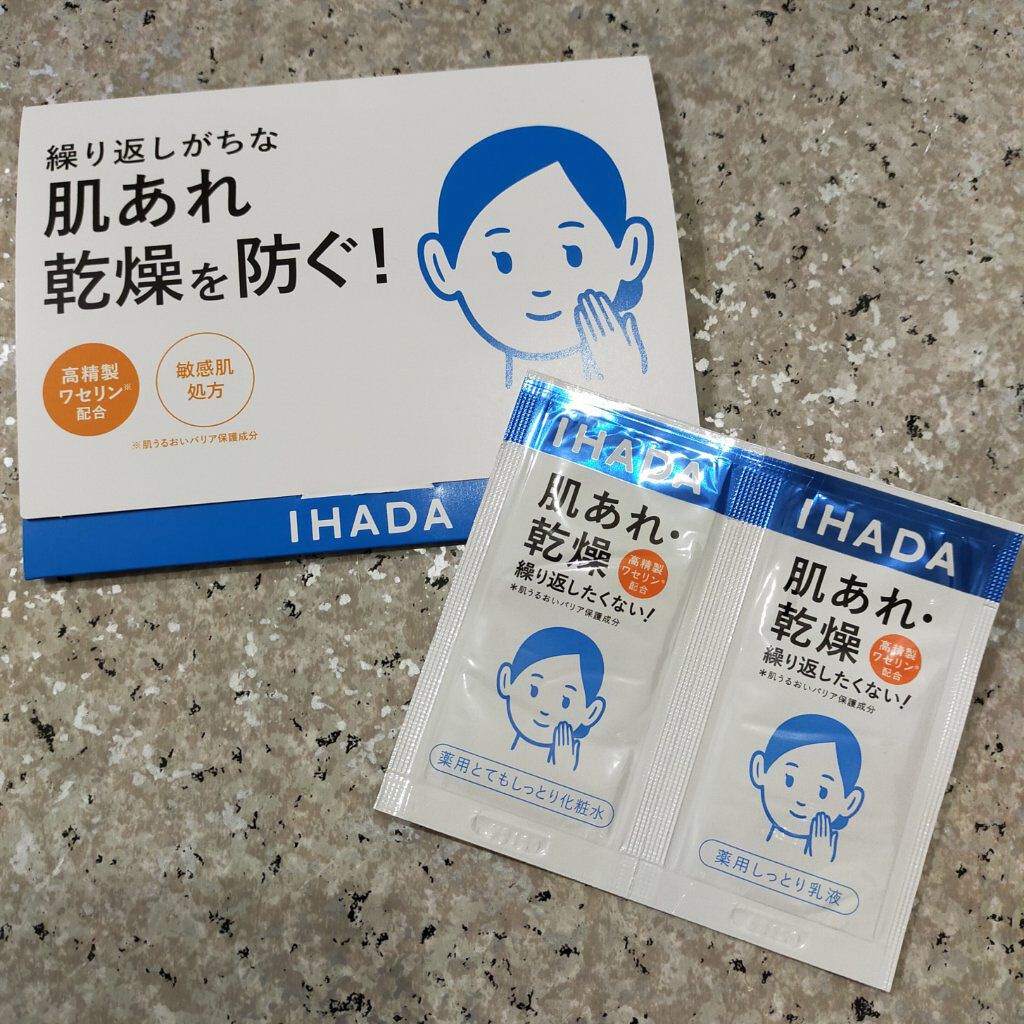 繰り返しがちな
肌あれ
乾燥を防ぐ!
高精製
ワセリン※
配合
敏感肌
処方
※肌うるおいバリア保護成分
IHADA
IHADA
肌あれ・
乾燥
高精製
ワセリン*
配合
繰り返したくない!
*肌うるおいバリア保護成分
薬用とてもしっとり化粧水
IHADA
肌あれ・
乾燥
高精製
ワセリン*
配合
繰り返したくない!
*肌うるおいバリア保護成分
薬用しっとり乳液